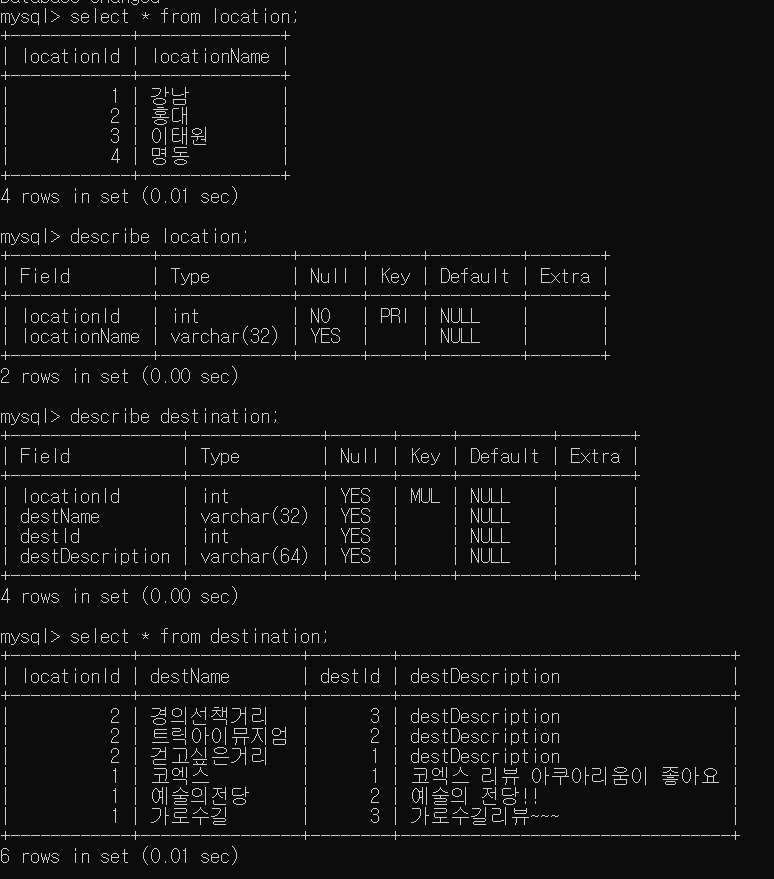 Database changed
mysql> select * from location;
+------------+--------------+
| locationId | locationName |
+------------+--------------+
|          1 | 강남         |
|          2 | 홍대         |
|          3 | 이태원       |
|          4 | 명동         |
+------------+--------------+
4 rows in set (0.01 sec)
mysql> describe location;
+--------------+-------------+------+-----+---------+-------+
| Field        | Type        | Null | Key | Default | Extra |
+--------------+-------------+------+-----+---------+-------+
| locationId   | int         | NO   | PRI | NULL    |       |
| locationName | varchar(32) | YES  |     | NULL    |       |
+--------------+-------------+------+-----+---------+-------+
2 rows in set (0.00 sec)
mysql> describe destination;
+-----------------+-------------+------+-----+---------+-------+
| Field           | Type        | Null | Key | Default | Extra |
+-----------------+-------------+------+-----+---------+-------+
| locationId      | int         | YES  | MUL | NULL    |       |
| destName        | varchar(32) | YES  |     | NULL    |       |
| destId          | int         | YES  |     | NULL    |       |
| destDescription | varchar(64) | YES  |     | NULL    |       |
+-----------------+-------------+------+-----+---------+-------+
4 rows in set (0.00 sec)
mysql> select * from destination;
+------------+----------------+--------+---------------------------------+
| locationId | destName       | destId | destDescription                 |
+------------+----------------+--------+---------------------------------+
|          2 | 경의선책거리   |      3 | destDescription                 |
|          2 | 트릭아이뮤지엄 |      2 | destDescription                 |
|          2 | 걷고싶은거리   |      1 | destDescription                 |
|          1 | 코엑스         |      1 | 코엑스 리뷰 아쿠아리움이 좋아요 |
|          1 | 예술의전당     |      2 | 예술의 전당!!                   |
|          1 | 가로수길       |      3 | 가로수길리뷰~~~                 |
+------------+----------------+--------+---------------------------------+
6 rows in set (0.01 sec)